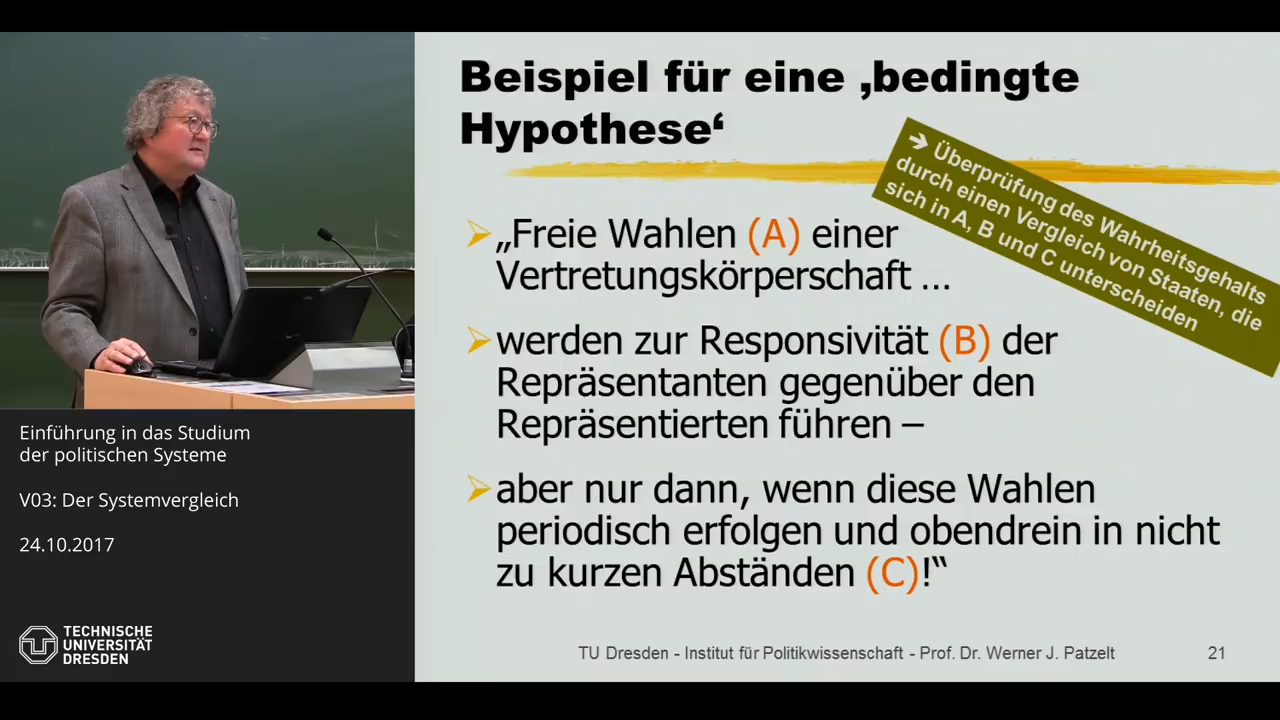 Beispiel für eine ‚bedingte
Hypothese‘
➔ Überprüfung des Wahrheitsgehalts
durch einen Vergleich von Staaten, die
sich in A, B und C unterscheiden
„Freie Wahlen (A) einer
Vertretungskörperschaft ...
werden zur Responsivität (B) der
Repräsentanten gegenüber den
Repräsentierten führen –
aber nur dann, wenn diese Wahlen
periodisch erfolgen und obendrein in nicht
zu kurzen Abständen (C)!“
TU Dresden - Institut für Politikwissenschaft - Prof. Dr. Werner J. Patzelt
21
Einführung in das Studium
der politischen Systeme
V03: Der Systemvergleich
24.10.2017
TECHNISCHE
UNIVERSITÄT
DRESDEN